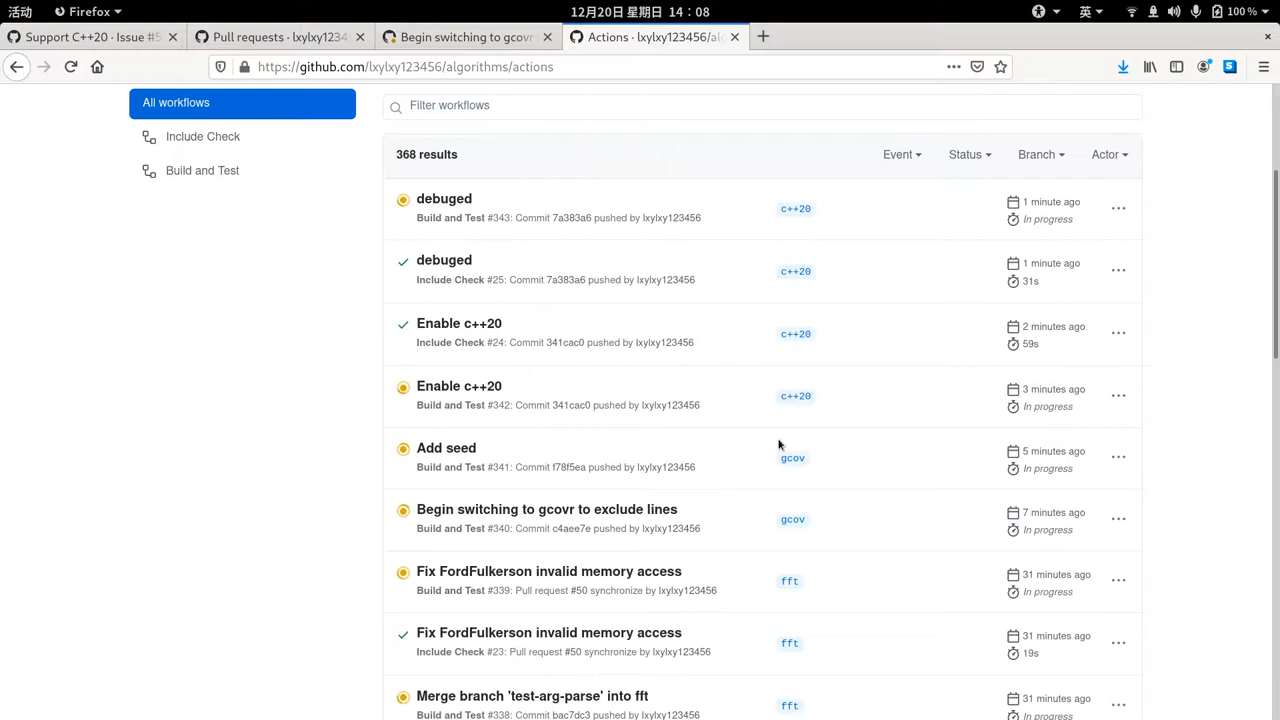 活动
Firefox
12月20日 星期日 14：08
英
100 %
Support C++20 · Issue #5
Pull requests · lxylxy1234
Begin switching to gcovr
Actions · lxylxy123456/alg
https://github.com/lxylxy123456/algorithms/actions
All workflows
Include Check
Build and Test
Filter workflows
368 results
Event
Status
Branch
Actor
debuged
Build and Test #343: Commit 7a383a6 pushed by lxylxy123456
c++20
1 minute ago
In progress
debuged
Include Check #25: Commit 7a383a6 pushed by lxylxy123456
c++20
1 minute ago
31s
Enable c++20
Include Check #24: Commit 341cac0 pushed by lxylxy123456
c++20
2 minutes ago
59s
Enable c++20
Build and Test #342: Commit 341cac0 pushed by lxylxy123456
c++20
3 minutes ago
In progress
Add seed
Build and Test #341: Commit f78f5ea pushed by lxylxy123456
gcov
5 minutes ago
In progress
Begin switching to gcovr to exclude lines
Build and Test #340: Commit c4aee7e pushed by lxylxy123456
gcov
7 minutes ago
In progress
Fix FordFulkerson invalid memory access
Build and Test #339: Pull request #50 synchronize by lxylxy123456
fft
31 minutes ago
In progress
Fix FordFulkerson invalid memory access
Include Check #23: Pull request #50 synchronize by lxylxy123456
fft
31 minutes ago
19s
Merge branch 'test-arg-parse' into fft
Build and Test #338: Commit bac7dc3 pushed by lxylxy123456
fft
31 minutes ago
In progress